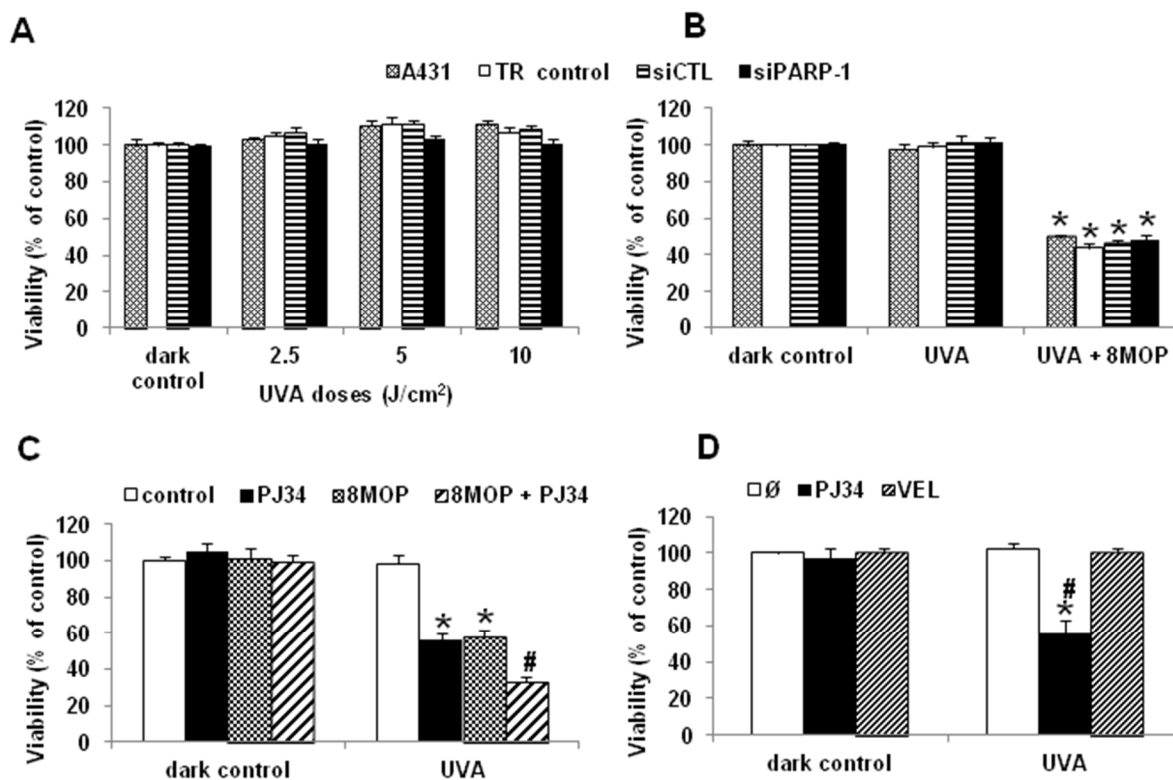 A
B
A431 TR control siCTL siPARP-1
Viability (% of control)
120
100
80
60
40
20
0
dark control
2.5
5
10
UVA doses (J/cm²)
Viability (% of control)
120
100
80
60
40
20
0
* * * *
dark control
UVA
UVA + 8MOP
C
D
control PJ34 8MOP 8MOP + PJ34
Viability (% of control)
120
100
80
60
40
20
0
* * #
dark control
UVA
Ø PJ34 VEL
Viability (% of control)
120
100
80
60
40
20
0
#
*
dark control
UVA